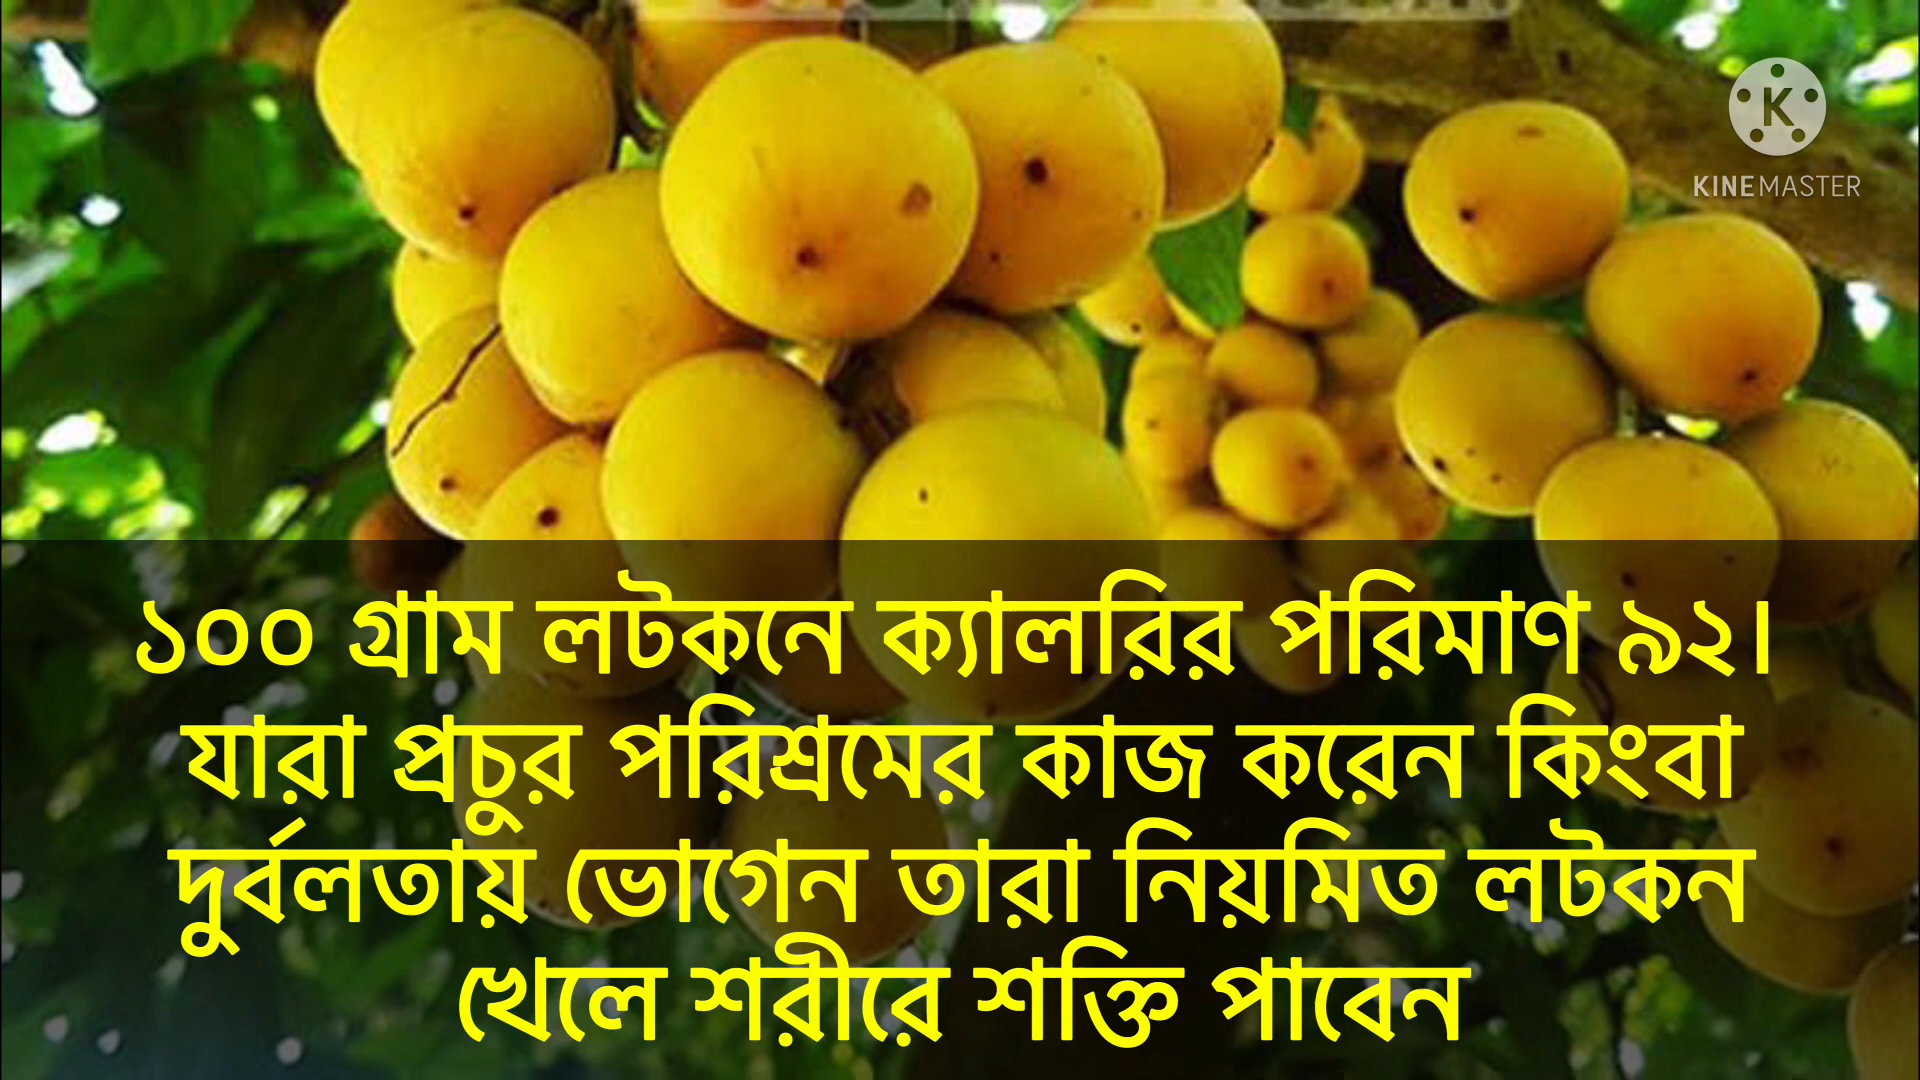 KINEMASTER
১০০ গ্রাম লটকনে ক্যালরির পরিমাণ ৯২।
যারা প্রচুর পরিশ্রমের কাজ করেন কিংবা
দুর্বলতায় ভোগেন তারা নিয়মিত লটকন
খেলে শরীরে শক্তি পাবেন